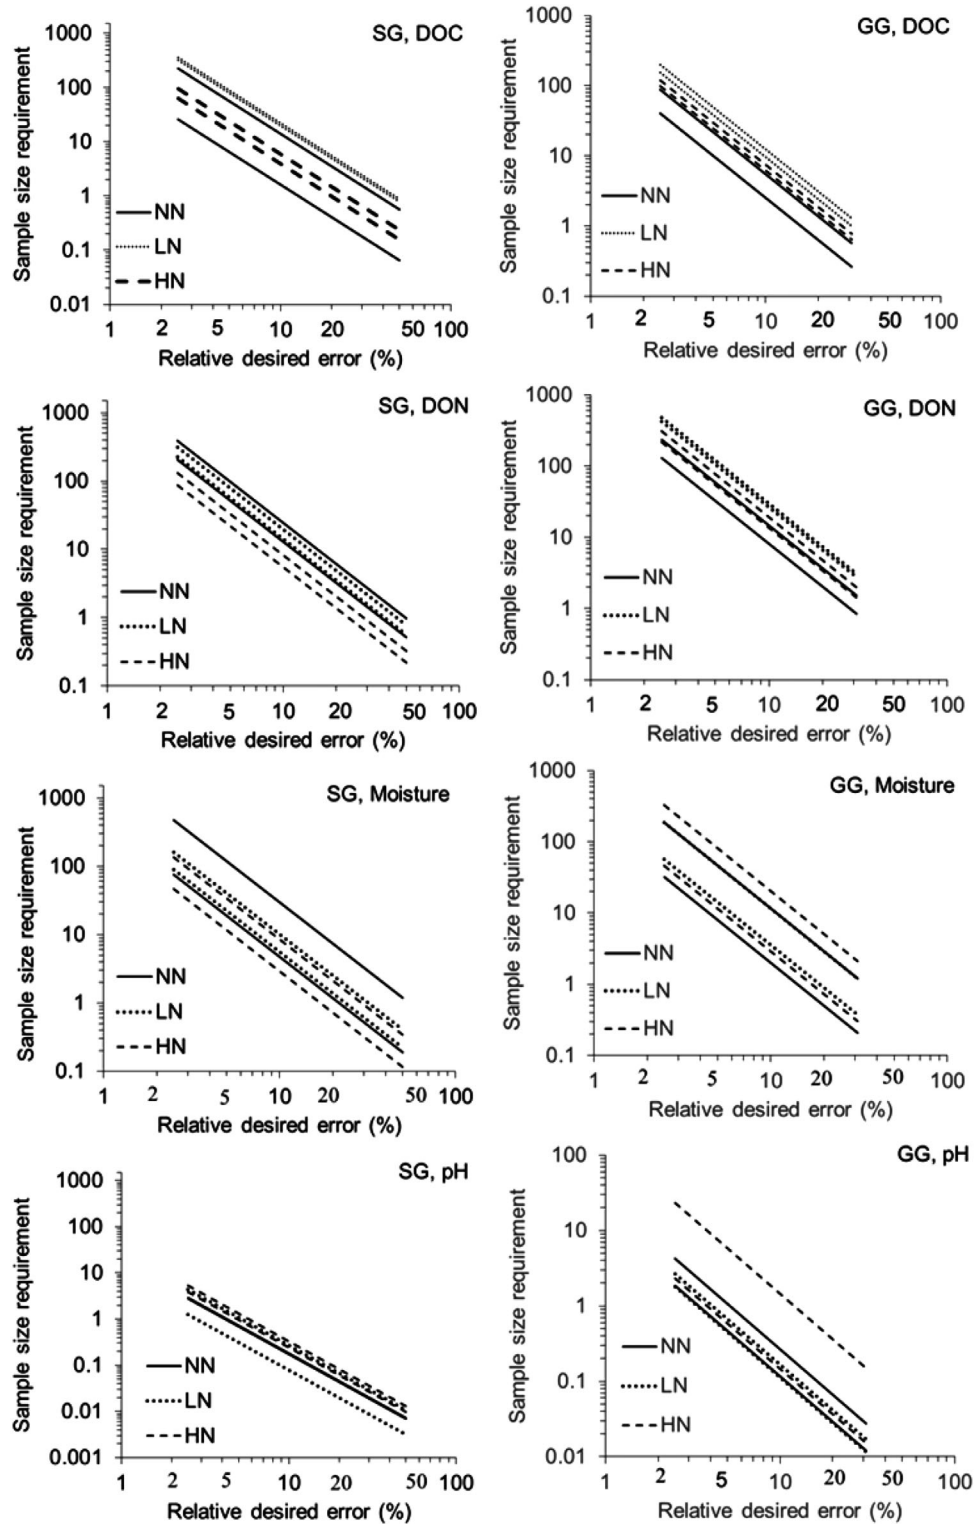 SG, DOC
Sample size requirement
1000
100
10
1
0.1
0.01
NN
LN
HN
1 2 5 10 20 50 100
Relative desired error (%)
GG, DOC
Sample size requirement
1000
100
10
1
0.1
NN
LN
HN
1 2 5 10 20 100
Relative desired error (%)
SG, DON
Sample size requirement
1000
100
10
1
0.1
NN
LN
HN
1 2 5 10 20 50 100
Relative desired error (%)
GG, DON
Sample size requirement
1000
100
10
1
0.1
NN
LN
HN
1 2 5 10 20 100
Relative desired error (%)
SG, Moisture
Sample size requirement
1000
100
10
1
0.1
NN
LN
HN
1 2 5 10 20 50 100
Relative desired error (%)
GG, Moisture
Sample size requirement
1000
100
10
1
0.1
NN
LN
HN
1 2 5 10 20 100
Relative desired error (%)
SG, pH
Sample size requirement
1000
100
10
1
0.1
0.01
0.001
NN
LN
HN
1 2 5 10 20 50 100
Relative desired error (%)
GG, pH
Sample size requirement
100
10
1
0.1
0.01
NN
LN
HN
1 2 5 10 20 100
Relative desired error (%)